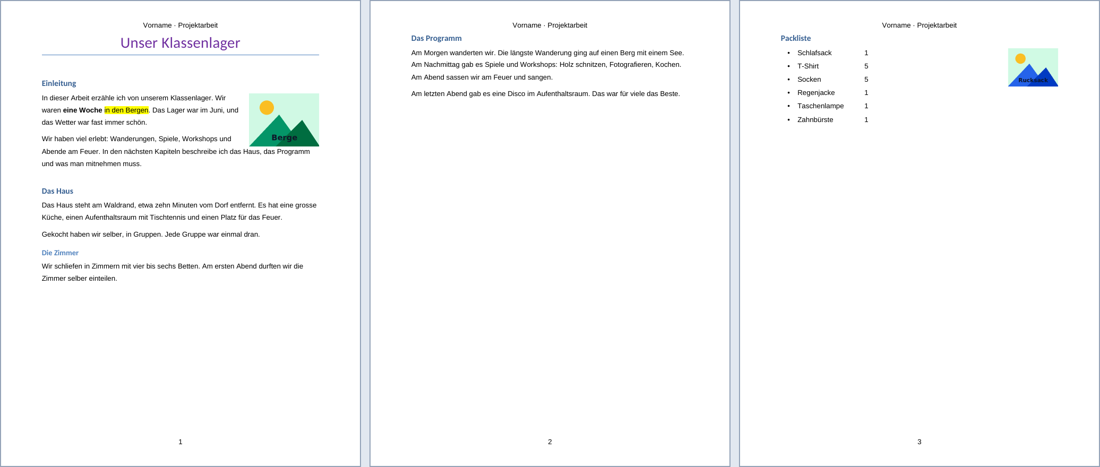 Vorname · Projektarbeit
Unser Klassenlager
Einleitung
In dieser Arbeit erzähle ich von unserem Klassenlager. Wir
waren eine Woche in den Bergen. Das Lager war im Juni, und
das Wetter war fast immer schön.
Berge
Wir haben viel erlebt: Wanderungen, Spiele, Workshops und
Abende am Feuer. In den nächsten Kapiteln beschreibe ich das Haus, das Programm
und was man mitnehmen muss.
Das Haus
Das Haus steht am Waldrand, etwa zehn Minuten vom Dorf entfernt. Es hat eine grosse
Küche, einen Aufenthaltsraum mit Tischtennis und einen Platz für das Feuer.
Gekocht haben wir selber, in Gruppen. Jede Gruppe war einmal dran.
Die Zimmer
Wir schliefen in Zimmern mit vier bis sechs Betten. Am ersten Abend durften wir die
Zimmer selber einteilen.
1
Vorname · Projektarbeit
Das Programm
Am Morgen wanderten wir. Die längste Wanderung ging auf einen Berg mit einem See.
Am Nachmittag gab es Spiele und Workshops: Holz schnitzen, Fotografieren, Kochen.
Am Abend sassen wir am Feuer und sangen.
Am letzten Abend gab es eine Disco im Aufenthaltsraum. Das war für viele das Beste.
2
Vorname · Projektarbeit
Packliste
• Schlafsack 1
• T-Shirt 5
• Socken 5
• Regenjacke 1
• Taschenlampe 1
• Zahnbürste 1
Rucksack
3